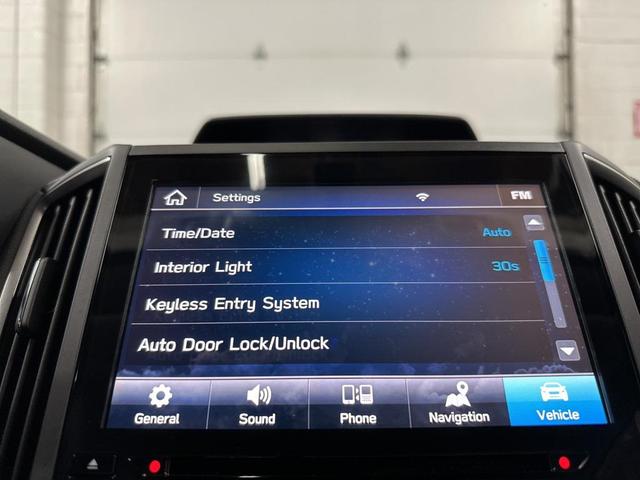 Settings
FM
Time/Date Auto
Interior Light 30s
Keyless Entry System
Auto Door Lock/Unlock
General Sound Phone Navigation Vehicle